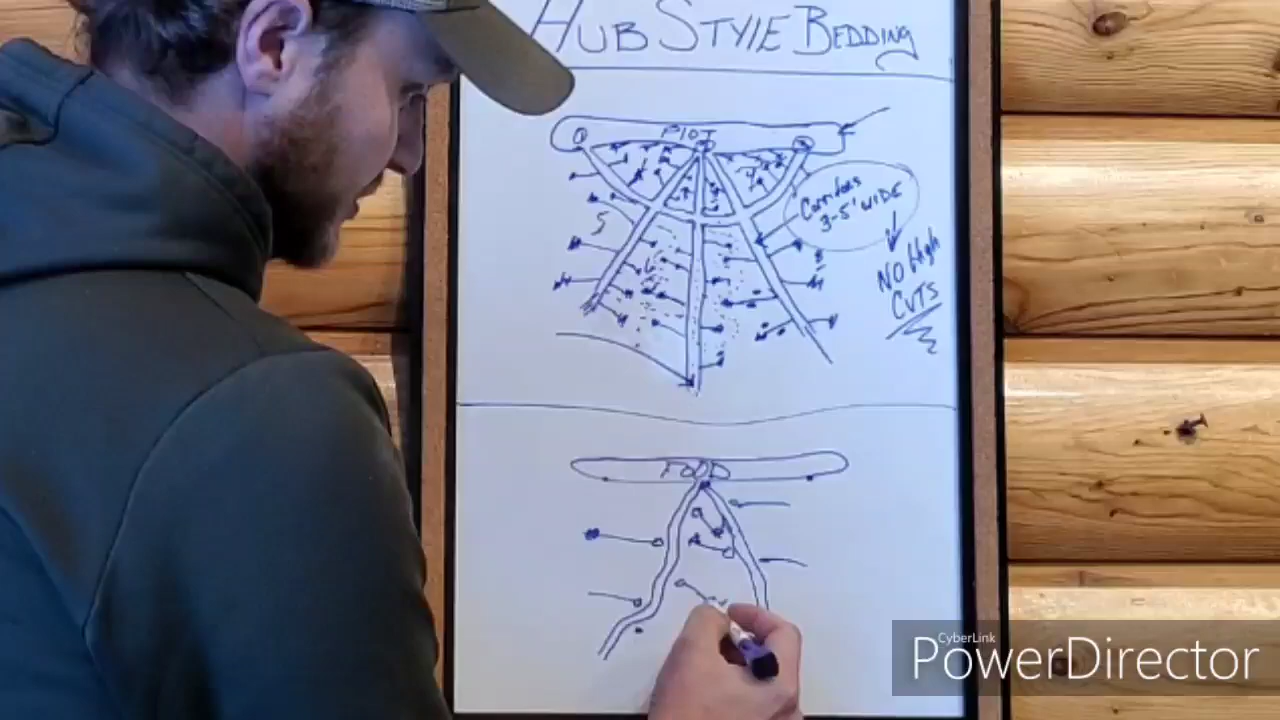 HUB STYLE BEDDING
PLOT
Corridors
3-5' WIDE
NO High
CUTS
FOOD
CyberLink
PowerDirector